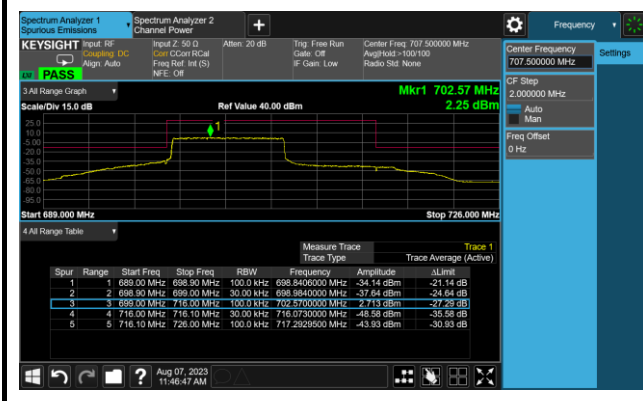 Spectrum Analyzer 1
Spurious Emissions
Spectrum Analyzer 2
Channel Power
+
Frequency
KEYSIGHT
Input: RF
Coupling: DC
Align: Auto
Input Z: 50 Ω
Corr CCorr RCal
Freq Ref: Int (S)
NFE: Off
Atten: 20 dB
Trig: Free Run
Gate: Off
IF Gain: Low
Center Freq: 707.500000 MHz
Avg|Hold:>100/100
Radio Std: None
PASS
Center Frequency
707.500000 MHz
Settings
CF Step
2.000000 MHz
Auto
Man
Freq Offset
0 Hz
3 All Range Graph
Mkr1 702.57 MHz
Scale/Div 15.0 dB
Ref Value 40.00 dBm
2.25 dBm
25.0
10.0
-5.00
-20.0
-35.0
-50.0
-65.0
-80.0
-95.0
1
Start 689.000 MHz
Stop 726.000 MHz
4 All Range Table
Measure Trace Trace 1
Trace Type Trace Average (Active)
Spur Range Start Freq Stop Freq RBW Frequency Amplitude ΔLimit
1 1 689.00 MHz 698.90 MHz 100.0 kHz 698.8406000 MHz -34.14 dBm -21.14 dB
2 2 698.90 MHz 699.00 MHz 30.00 kHz 698.9840000 MHz -37.64 dBm -24.64 dB
3 3 699.00 MHz 716.00 MHz 100.0 kHz 702.5700000 MHz 2.713 dBm -27.29 dB
4 4 716.00 MHz 716.10 MHz 30.00 kHz 716.0730000 MHz -48.58 dBm -35.58 dB
5 5 716.10 MHz 726.00 MHz 100.0 kHz 717.2929500 MHz -43.93 dBm -30.93 dB
?
Aug 07, 2023
11:46:47 AM